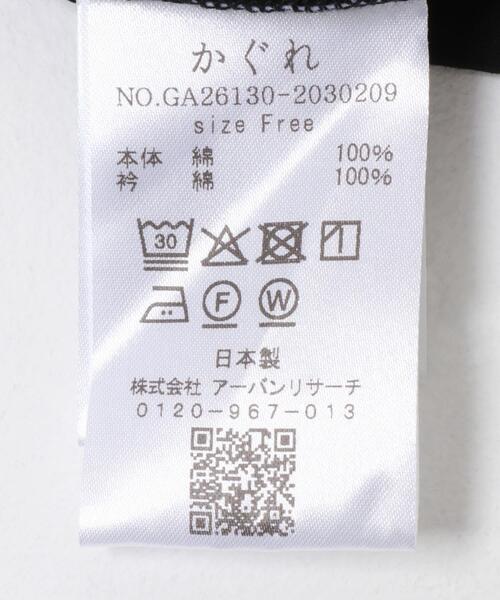 かぐれ
NO.GA26130-2030209
size Free
本体 綿 100%
衿 綿 100%
30
F W
日本製
株式会社 アーバンリサーチ
0120-967-013